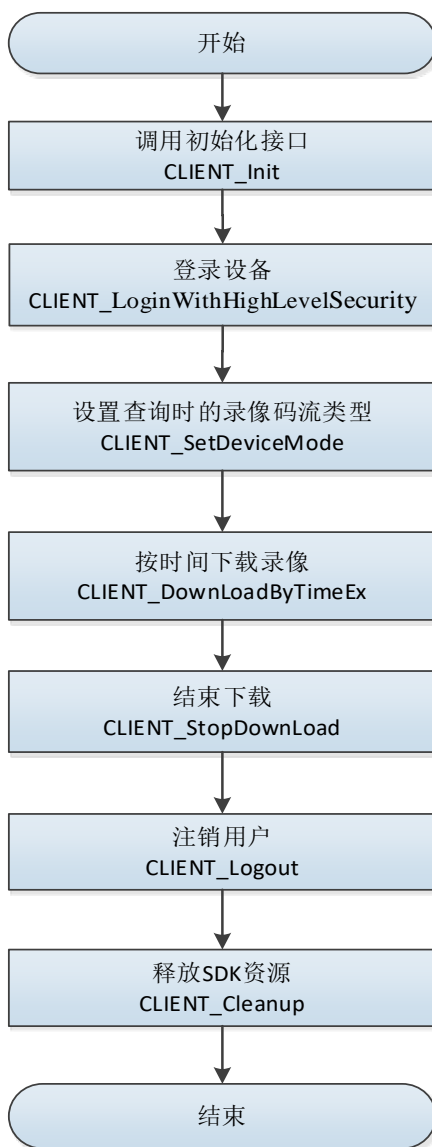 开始
调用初始化接口
CLIENT_Init
登录设备
CLIENT_LoginWithHighLevelSecurity
设置查询时的录像码流类型
CLIENT_SetDeviceMode
按时间下载录像
CLIENT_DownLoadByTimeEx
结束下载
CLIENT_StopDownLoad
注销用户
CLIENT_Logout
释放SDK资源
CLIENT_Cleanup
结束